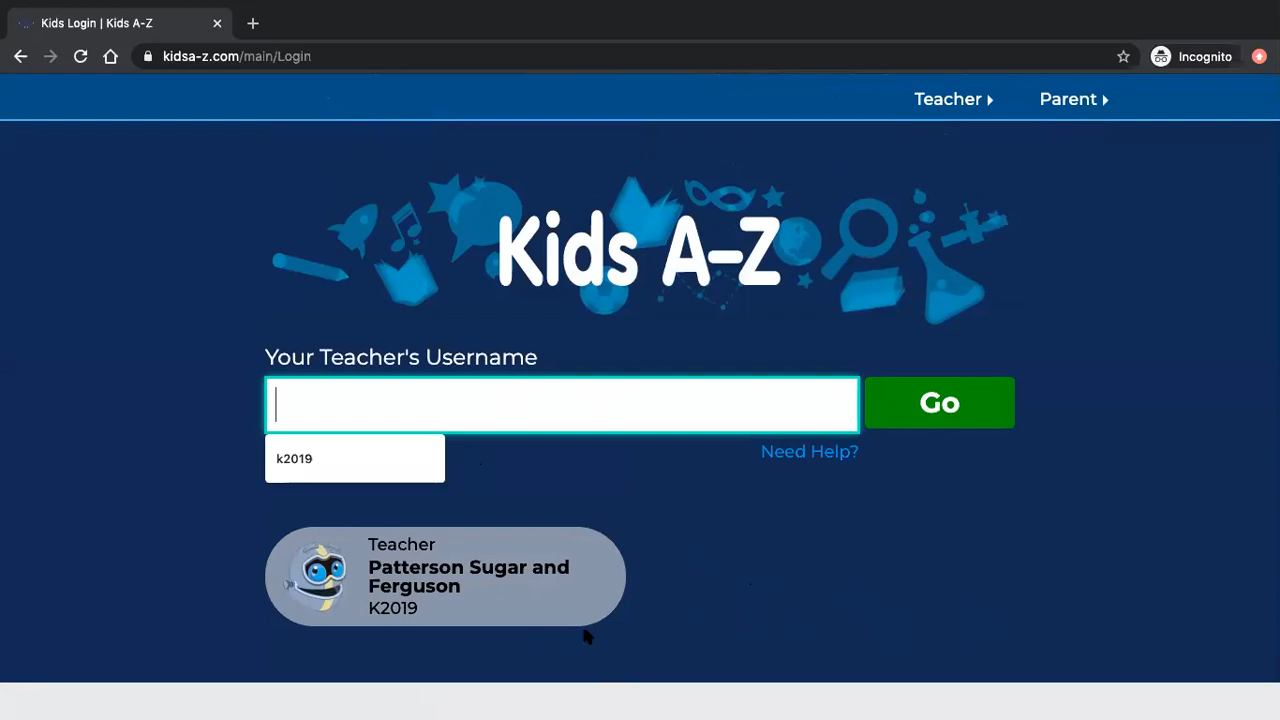 Kids Login | Kids A-Z
kidsa-z.com/main/Login
Incognito
Teacher
Parent
Kids A-Z
Your Teacher's Username
Go
k2019
Need Help?
Teacher
Patterson Sugar and
Ferguson
K2019